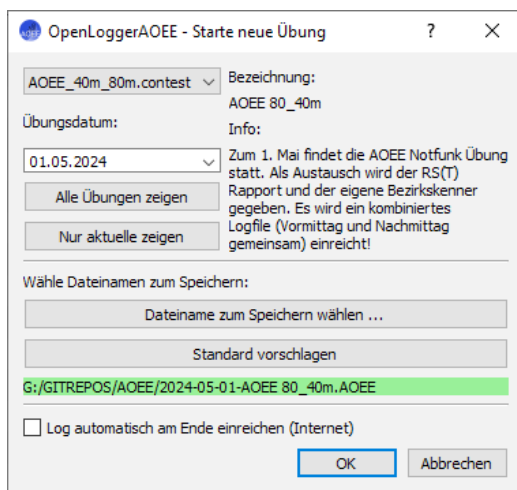 AOEE
OpenLoggerAOEE - Starte neue Übung
?
AOEE_40m_80m.contest
Bezeichnung:
AOEE 80_40m
Übungsdatum:
Info:
01.05.2024
Zum 1. Mai findet die AOEE Notfunk Übung
statt. Als Austausch wird der RS(T)
Rapport und der eigene Bezirkskenner
gegeben. Es wird ein kombiniertes
Logfile (Vormittag und Nachmittag
gemeinsam) einreicht!
Alle Übungen zeigen
Nur aktuelle zeigen
Wähle Dateinamen zum Speichern:
Dateiname zum Speichern wählen ...
Standard vorschlagen
G:/GITREPOS/AOEE/2024-05-01-AOEE 80_40m.AOEE
Log automatisch am Ende einreichen (Internet)
OK
Abbrechen